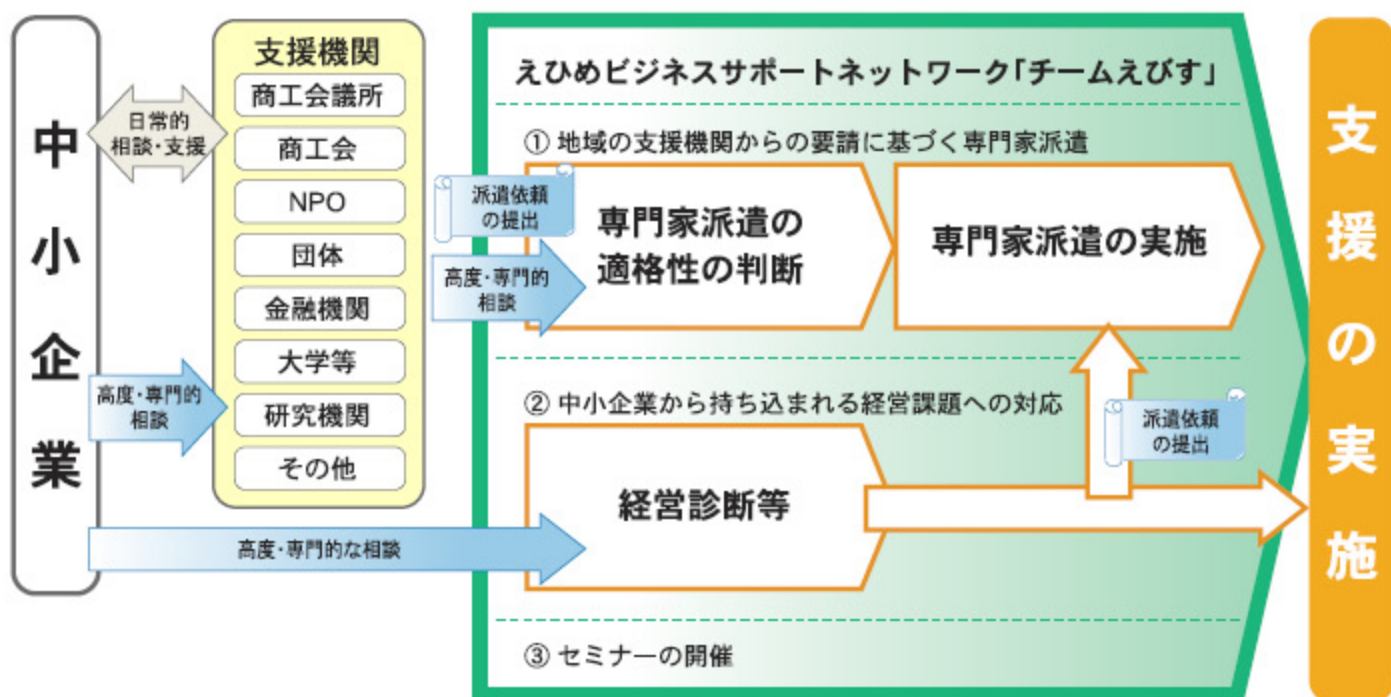 中小企業
日常的
相談・支援
高度・専門的
相談
支援機関
商工会議所
商工会
NPO
団体
金融機関
大学等
研究機関
その他
高度・専門的な相談
えひめビジネスサポートネットワーク「チームえびす」
① 地域の支援機関からの要請に基づく専門家派遣
派遣依頼
の提出
高度・専門的
相談
専門家派遣の
適格性の判断
専門家派遣の実施
② 中小企業から持ち込まれる経営課題への対応
派遣依頼
の提出
経営診断等
③ セミナーの開催
支援の実施